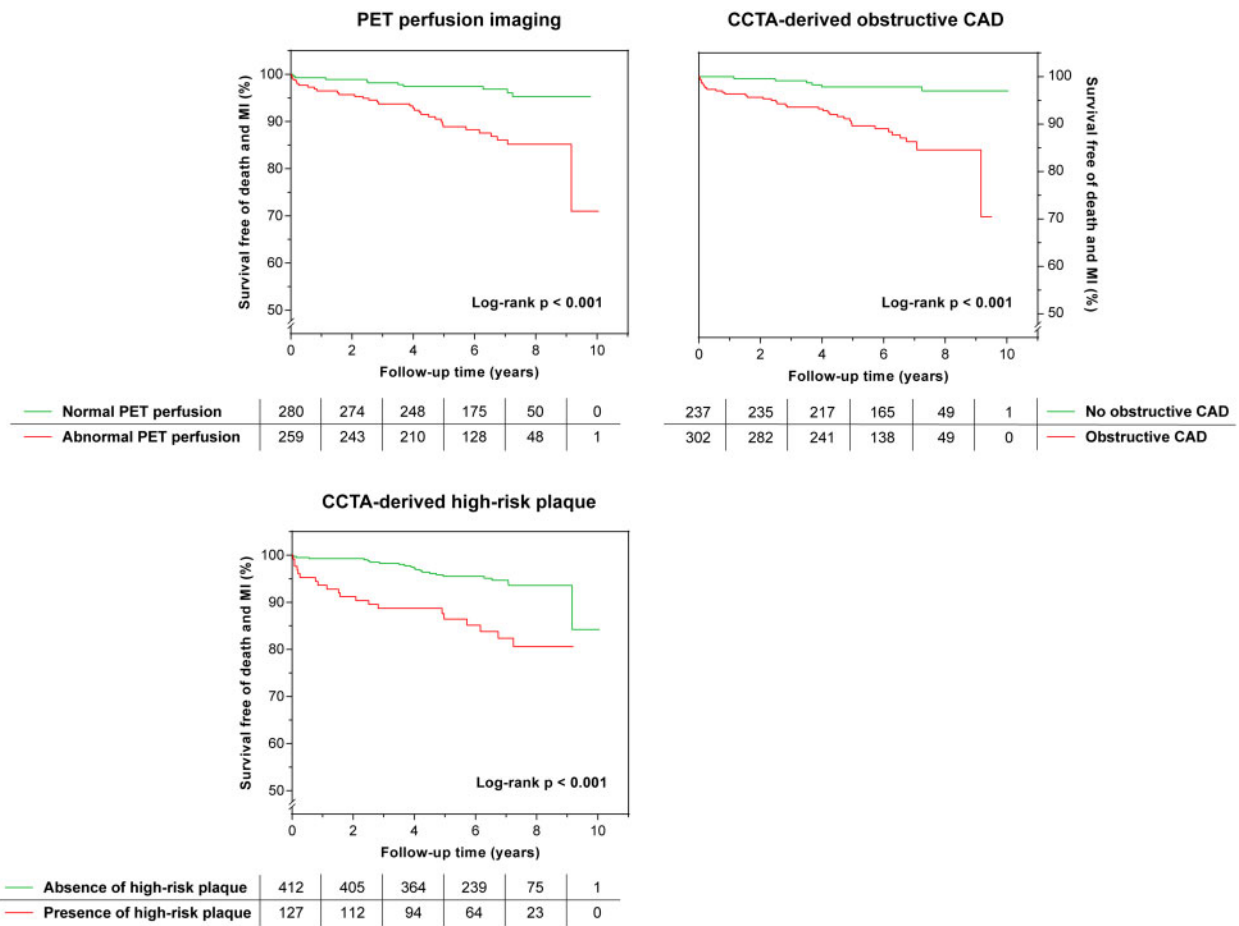 PET perfusion imaging
Survival free of death and MI (%)
100
90
80
70
60
50
Log-rank p < 0.001
0 2 4 6 8 10
Follow-up time (years)
Normal PET perfusion 280 274 248 175 50 0
Abnormal PET perfusion 259 243 210 128 48 1
CCTA-derived obstructive CAD
Survival free of death and MI (%)
100
90
80
70
60
50
Log-rank p < 0.001
0 2 4 6 8 10
Follow-up time (years)
237 235 217 165 49 1 No obstructive CAD
302 282 241 138 49 0 Obstructive CAD
CCTA-derived high-risk plaque
Survival free of death and MI (%)
100
90
80
70
60
50
Log-rank p < 0.001
0 2 4 6 8 10
Follow-up time (years)
Absence of high-risk plaque 412 405 364 239 75 1
Presence of high-risk plaque 127 112 94 64 23 0